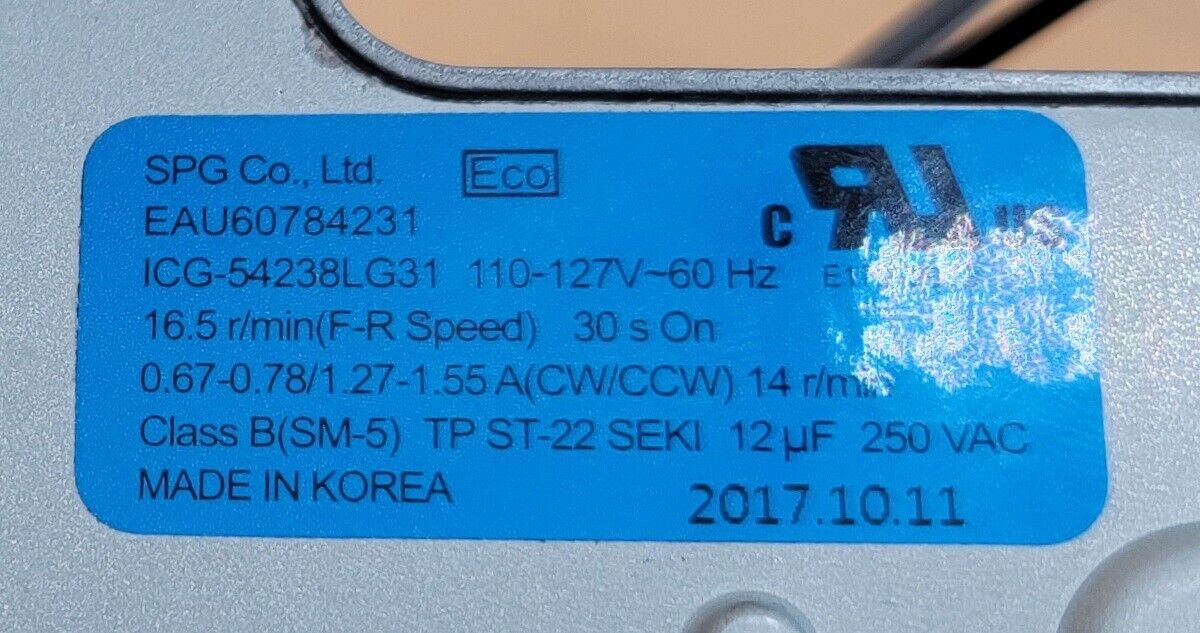 SPG Co., Ltd. Eco
EAU60784231
ICG-54238LG31 110-127V~60 Hz
16.5 r/min(F-R Speed) 30 s On
0.67-0.78/1.27-1.55 A(CW/CCW) 14 r/min
Class B(SM-5) TP ST-22 SEKI 12 µF 250 VAC
MADE IN KOREA 2017.10.11
c RU us